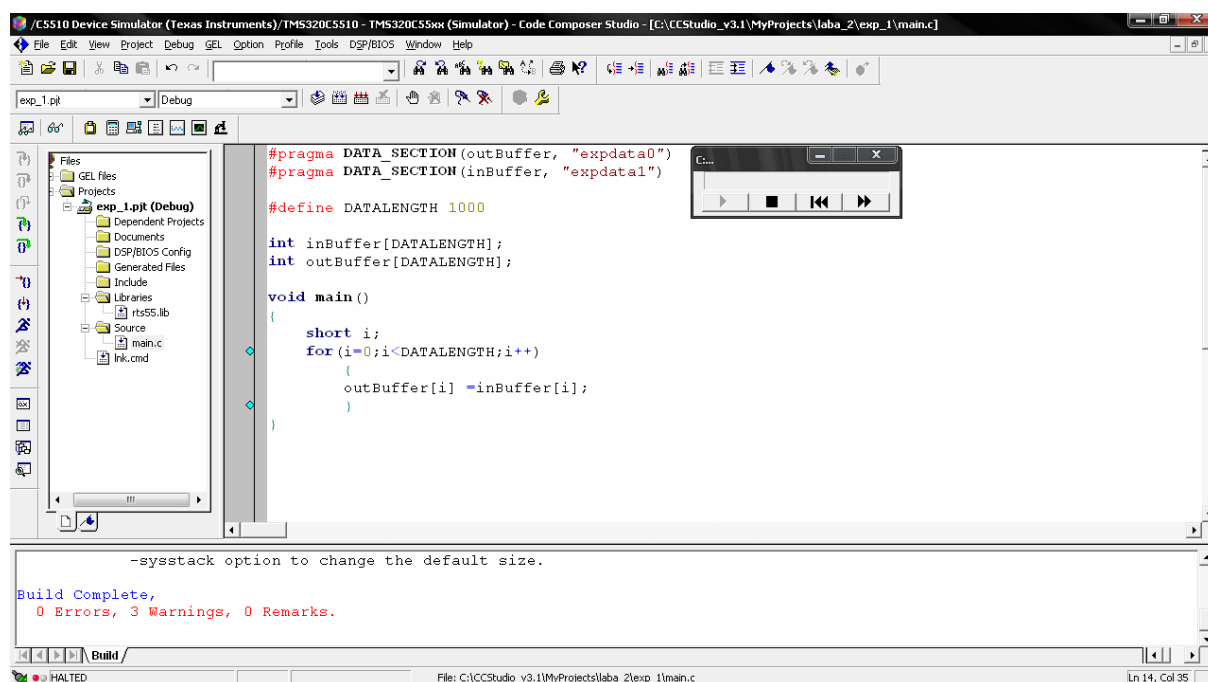 /C5510 Device Simulator (Texas Instruments)/TMS320C5510 - TMS320C55xx (Simulator) - Code Composer Studio - [C:\CCStudio_v3.1\MyProjects\laba_2\exp_1\main.c]
File Edit View Project Debug GEL Option Profile Tools DSP/BIOS Window Help
exp_1.pjt Debug
Files
GEL files
Projects
exp_1.pjt (Debug)
Dependent Projects
Documents
DSP/BIOS Config
Generated Files
Include
Libraries
rts55.lib
Source
main.c
lnk.cmd
#pragma DATA_SECTION(outBuffer, "expdata0")
#pragma DATA_SECTION(inBuffer, "expdata1")
#define DATALENGTH 1000
int inBuffer[DATALENGTH];
int outBuffer[DATALENGTH];
void main()
{
short i;
for(i=0;i<DATALENGTH;i++)
{
outBuffer[i] =inBuffer[i];
}
}
C:...
-sysstack option to change the default size.
Build Complete,
0 Errors, 3 Warnings, 0 Remarks.
Build
HALTED
File: C:\CCStudio_v3.1\MyProjects\laba_2\exp_1\main.c
Ln 14, Col 35